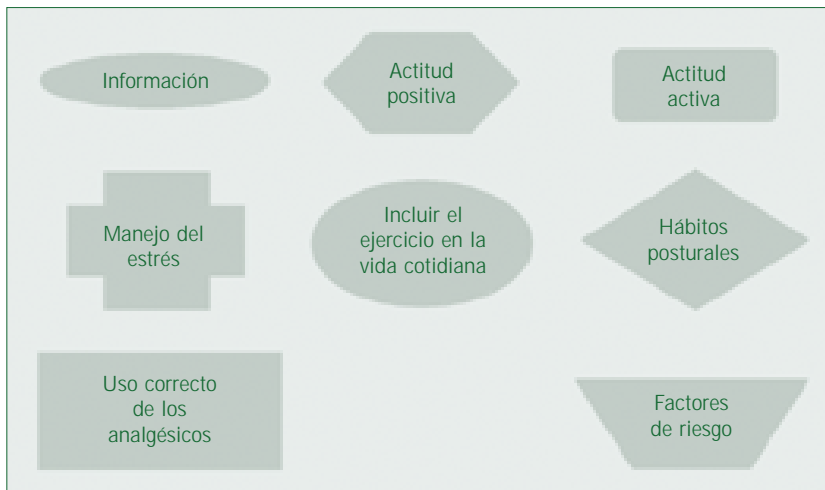 Información
Actitud
positiva
Actitud
activa
Manejo del
estrés
Incluir el
ejercicio en la
vida cotidiana
Hábitos
posturales
Uso correcto
de los
analgésicos
Factores
de riesgo